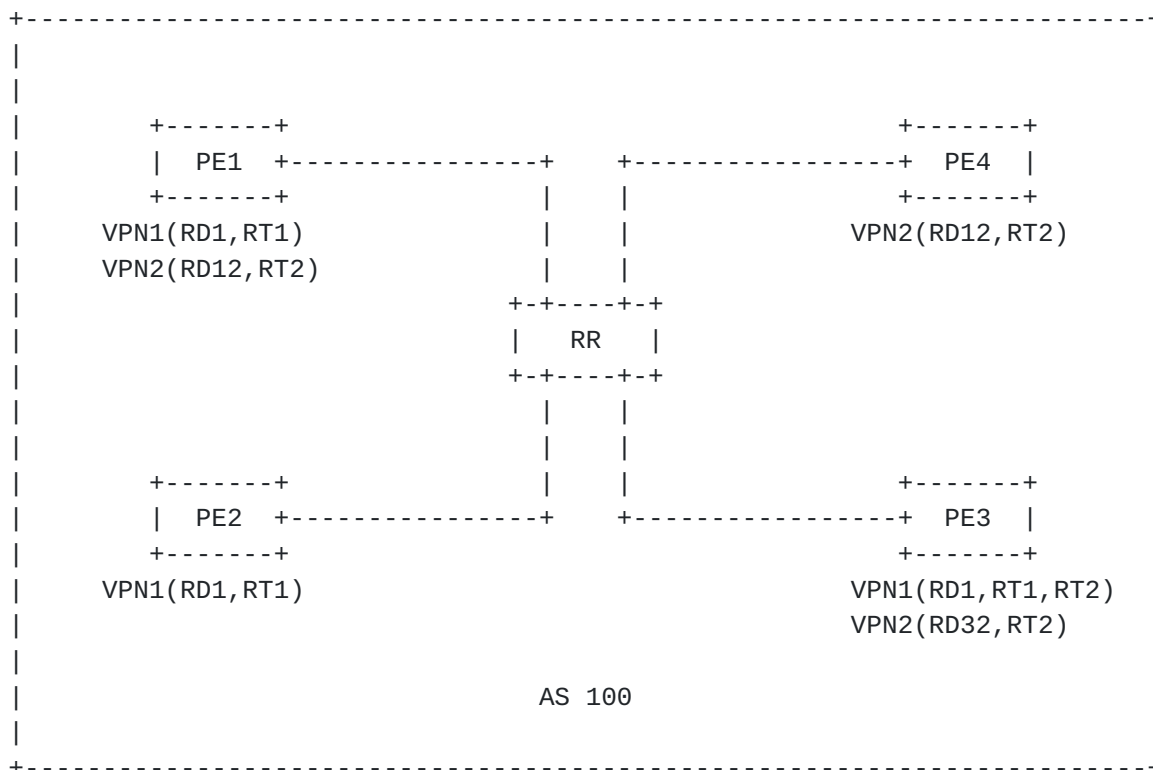 PE1 PE4
VPN1(RD1,RT1) VPN2(RD12,RT2)
VPN2(RD12,RT2)
RR
PE2 PE3
VPN1(RD1,RT1) VPN1(RD1,RT1,RT2)
VPN2(RD32,RT2)
AS 100